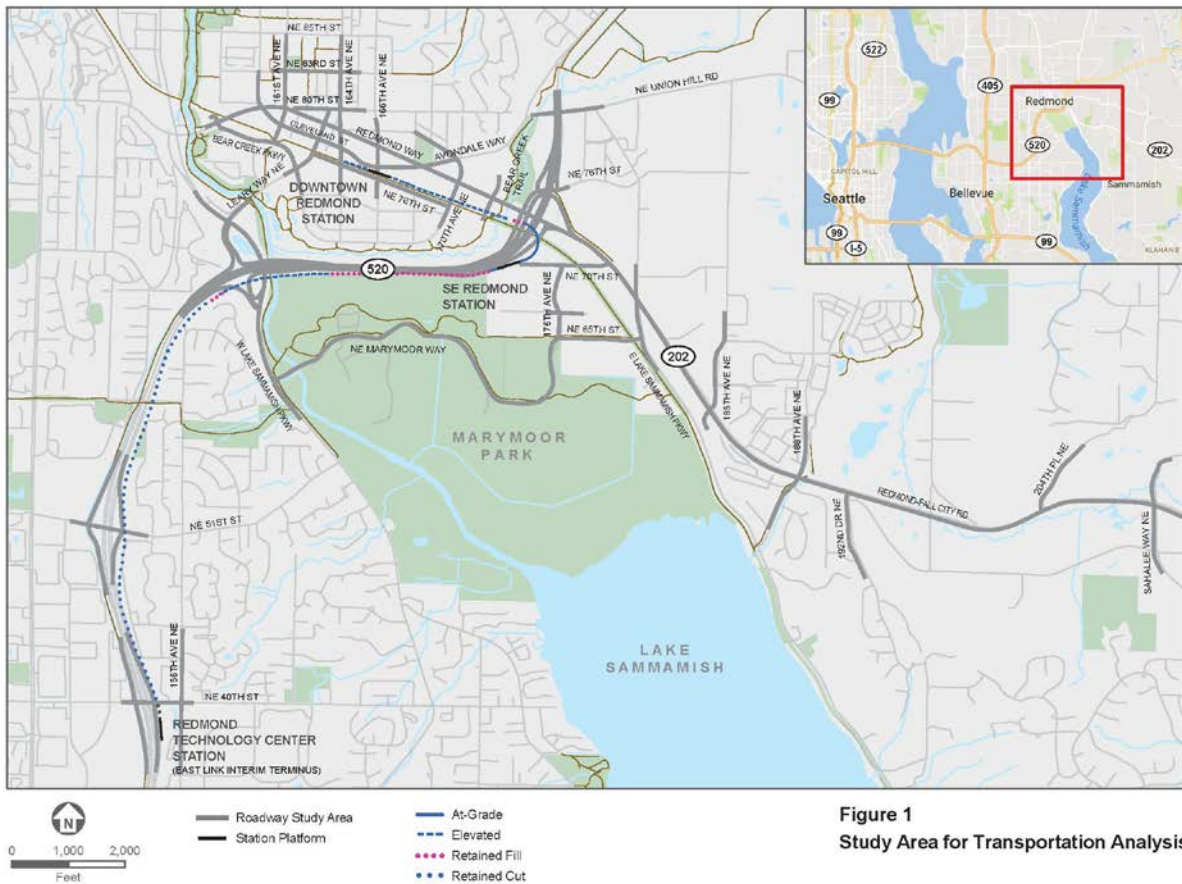 NE 85TH ST
NE 83RD ST
161ST AVE NE
164TH AVE NE
166TH AVE NE
NE 80TH ST
CLEVELAND ST
REDMOND WAY
AVONDALE WAY
NE UNION HILL RD
BEAR CREEK PKWY
BEAR CREEK
TRAIL
LEARY WAY NE
DOWNTOWN
REDMOND
STATION
NE 76TH ST
NE 76TH ST
170TH AVE NE
520
NE 70TH ST
SE REDMOND
STATION
176TH AVE NE
NE 65TH ST
NE MARYMOOR WAY
W LAKE SAMMAMISH PKWY
E LAKE SAMMAMISH PKWY
202
185TH AVE NE
188TH AVE NE
MARYMOOR
PARK
REDMOND-FALL CITY RD
204TH PL NE
192ND DR NE
SAHALEE WAY NE
NE 51ST ST
LAKE
SAMMAMISH
156TH AVE NE
NE 40TH ST
REDMOND
TECHNOLOGY CENTER
STATION
(EAST LINK INTERIM TERMINUS)
522
99
405
Redmond
520
202
CAPITOL HILL
Seattle
Bellevue
Lake Sammamish
Sammamish
99
I-5
99
KLAHANIE
N
0 1,000 2,000
Feet
Roadway Study Area
Station Platform
At-Grade
Elevated
Retained Fill
Retained Cut
Figure 1
Study Area for Transportation Analysis